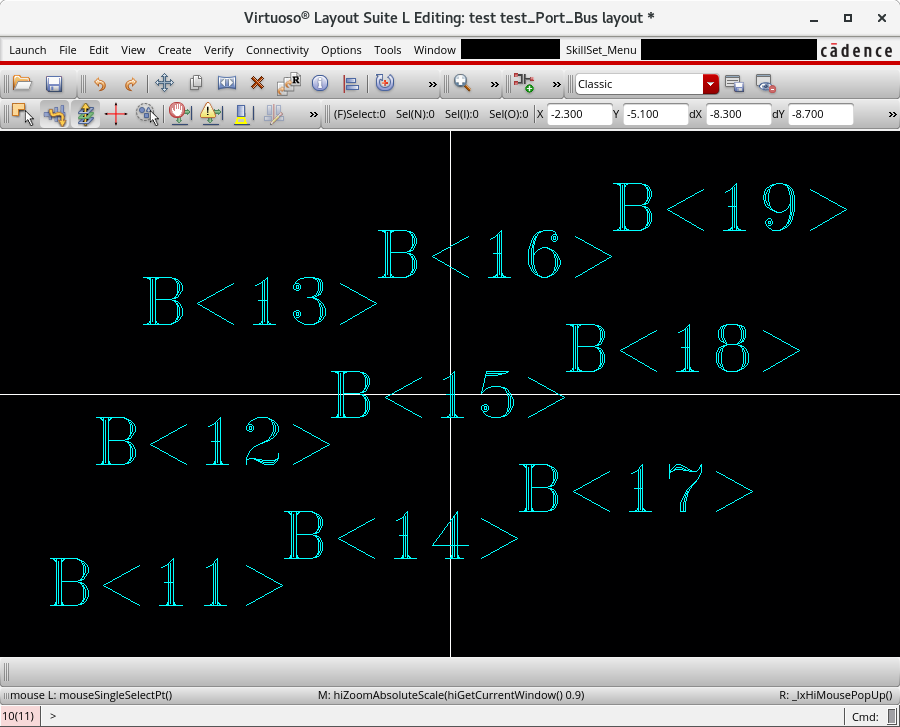 Virtuoso® Layout Suite L Editing: test test_Port_Bus layout *
Launch File Edit View Create Verify Connectivity Options Tools Window SkillSet_Menu cādence
Classic
(F)Select:0 Sel(N):0 Sel(I):0 Sel(O):0 X -2.300 Y -5.100 dX -8.300 dY -8.700
B<19>
B<16>
B<13>
B<18>
B<15>
B<12>
B<17>
B<14>
B<11>
mouse L: mouseSingleSelectPt() M: hiZoomAbsoluteScale(hiGetCurrentWindow() 0.9) R: _lxHiMousePopUp()
10(11) > Cmd: